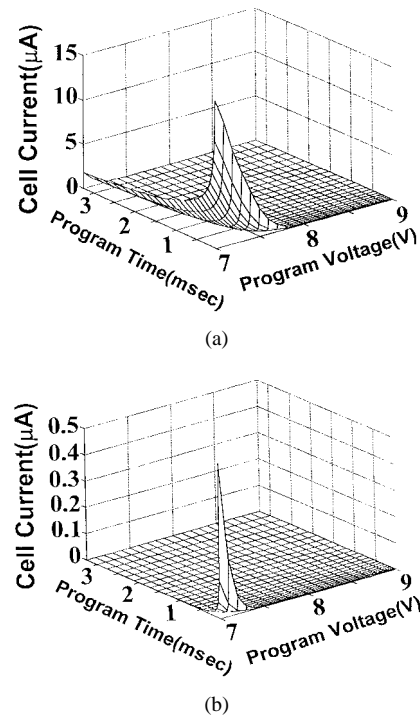 15
10
5
0
Cell Current(μA)
3
2
1
Program Time(msec)
7
8
9
Program Voltage(V)
(a)
0.5
0.4
0.3
0.2
0.1
0
Cell Current(μA)
3
2
1
Program Time(msec)
7
8
9
Program Voltage(V)
(b)